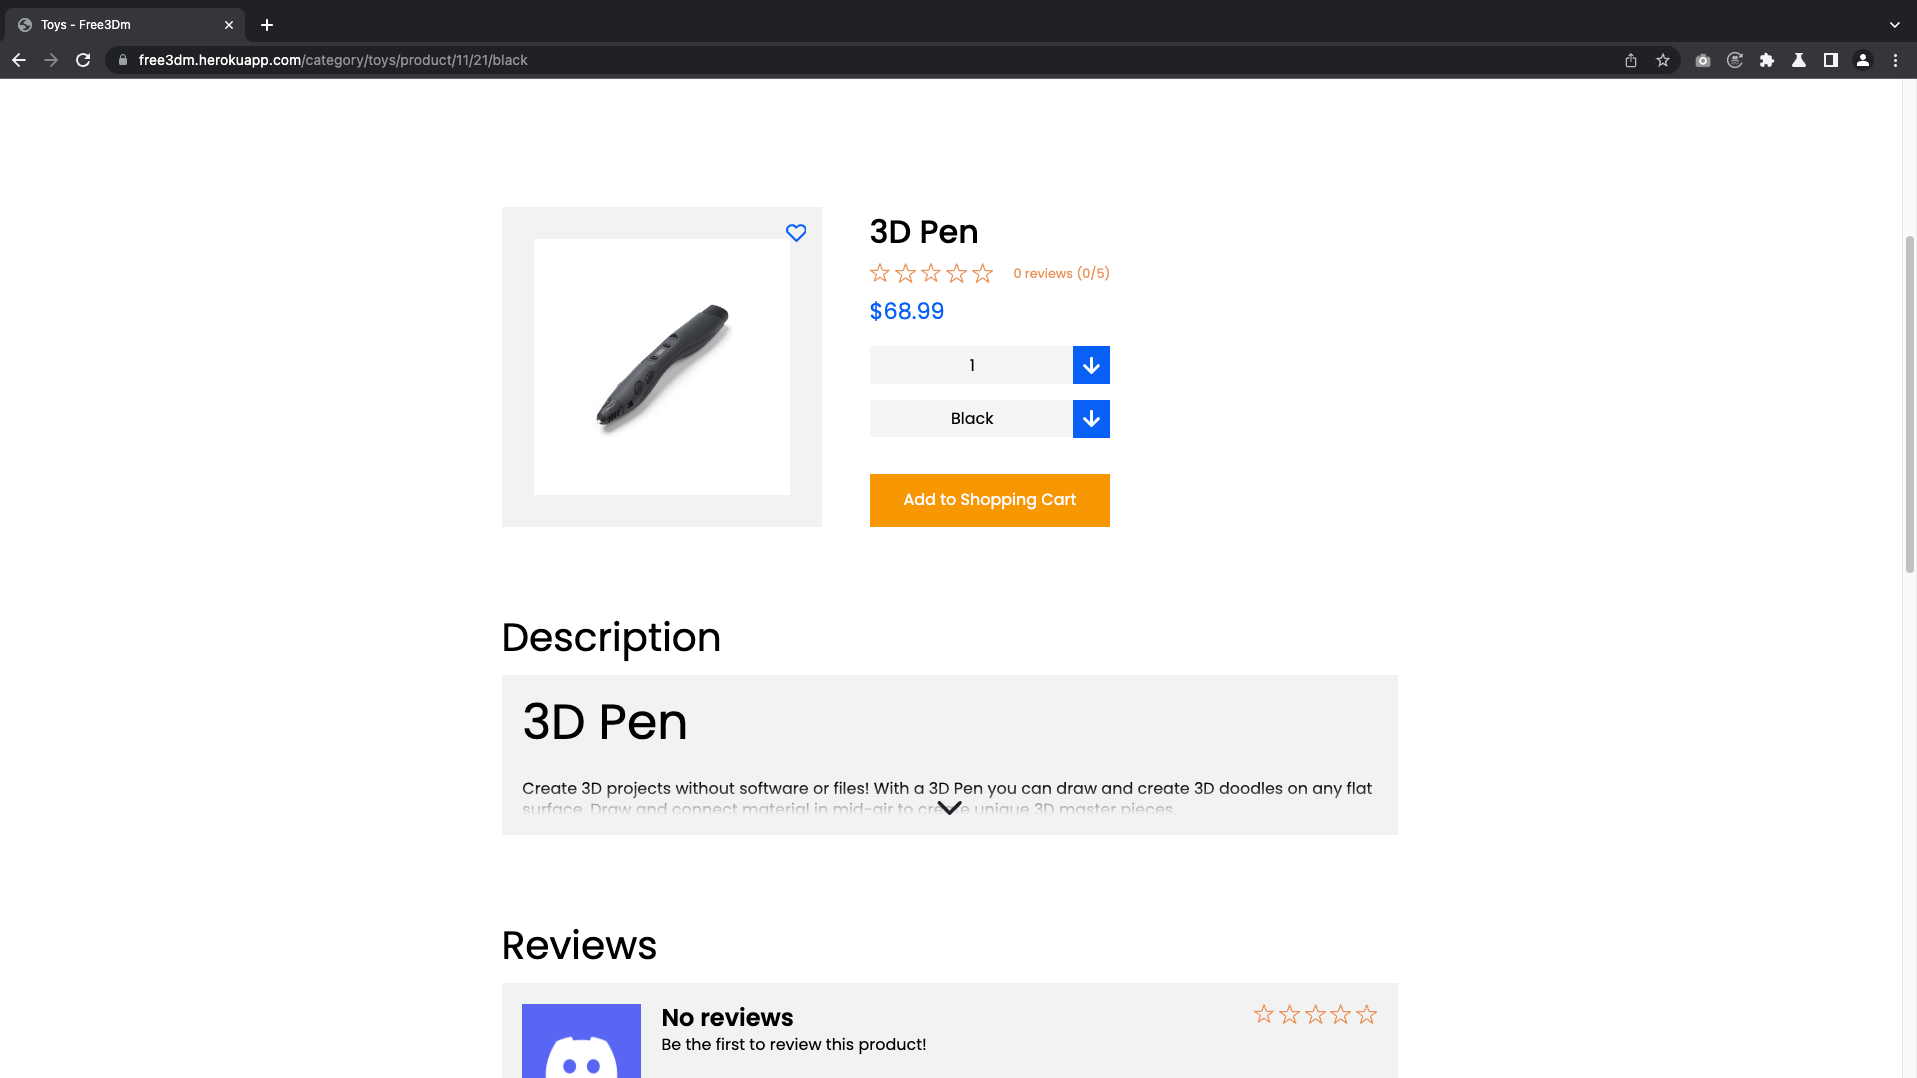 Toys - Free3Dm
free3dm.herokuapp.com/category/toys/product/11/21/black
3D Pen
0 reviews (0/5)
$68.99
1
Black
Add to Shopping Cart
Description
3D Pen
Create 3D projects without software or files! With a 3D Pen you can draw and create 3D doodles on any flat
surface. Draw and connect material in mid-air to create unique 3D master pieces.
Reviews
No reviews
Be the first to review this product!